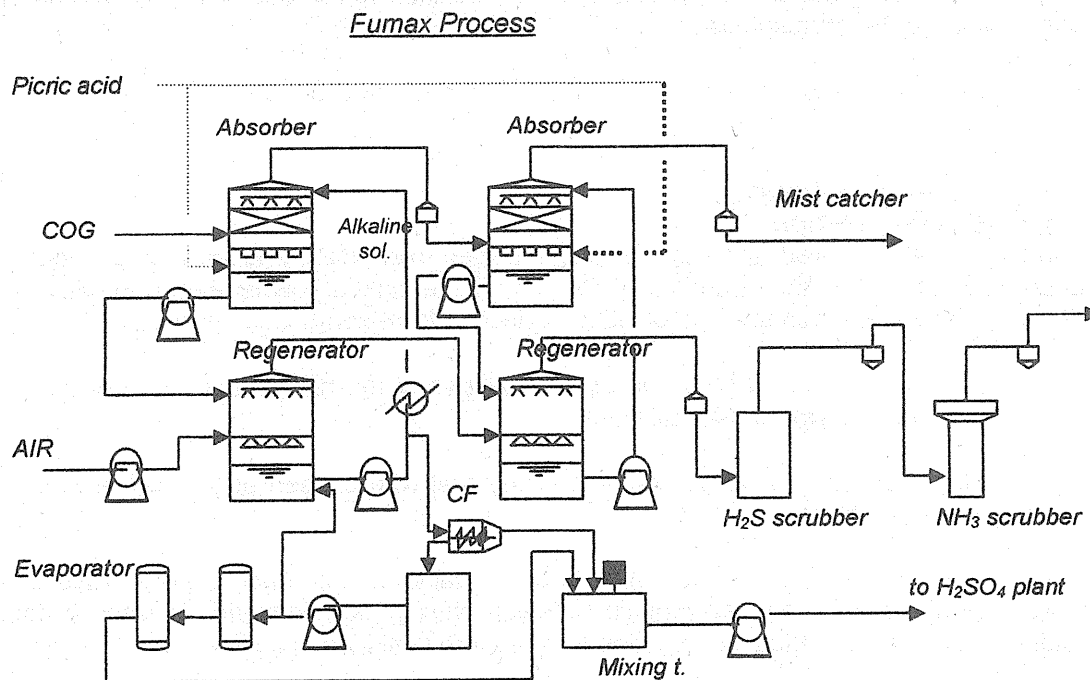 Fumax Process
Picric acid
Absorber
Absorber
Mist catcher
COG
Alkaline
sol.
Regenerator
Regenerator
AIR
CF
H₂S scrubber
NH₃ scrubber
Evaporator
to H₂SO₄ plant
Mixing t.